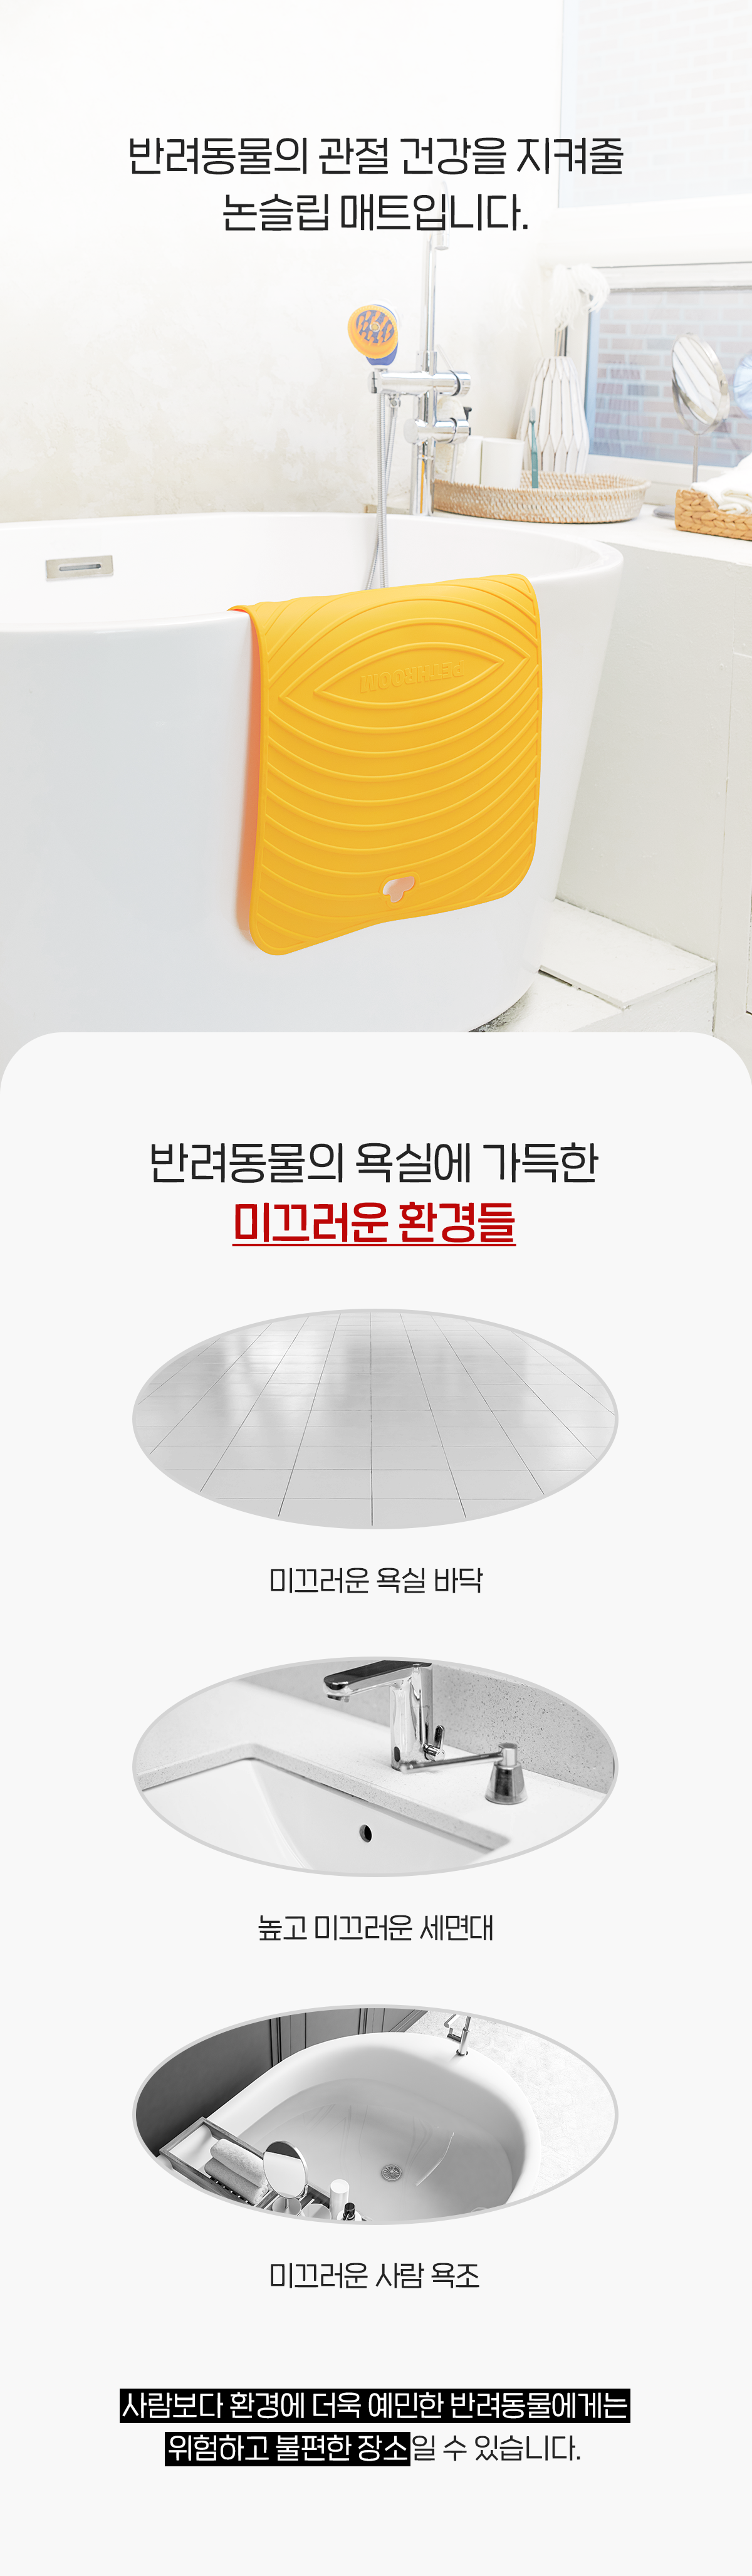 반려동물의 관절 건강을 지켜줄
논슬립 매트입니다.
PETHROOM
반려동물의 욕실에 가득한
미끄러운 환경들
미끄러운 욕실 바닥
높고 미끄러운 세면대
미끄러운 사람 욕조
사람보다 환경에 더욱 예민한 반려동물에게는
위험하고 불편한 장소일 수 있습니다.